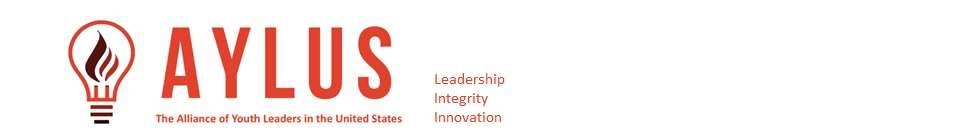 AYLUS
The Alliance of Youth Leaders in the United States
Leadership
Integrity
Innovation